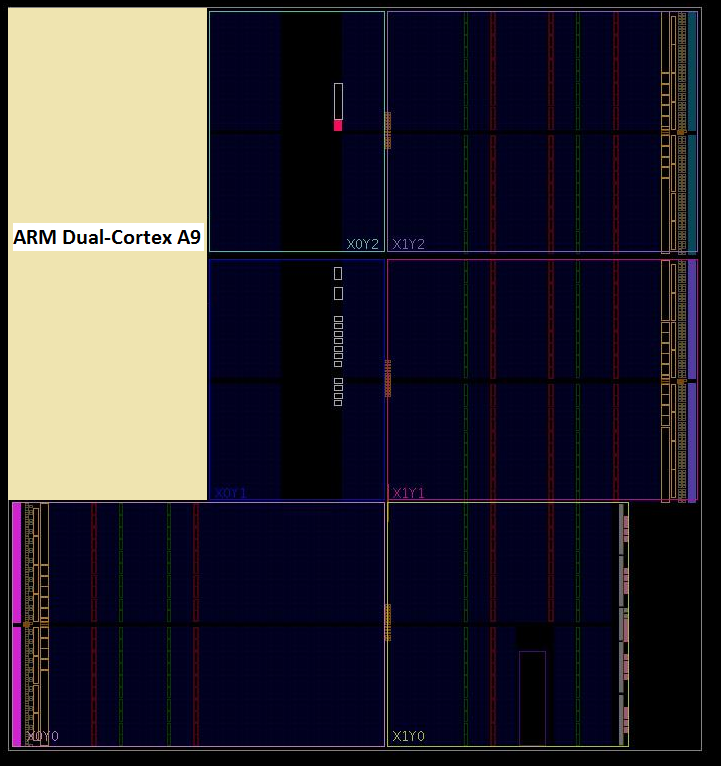 X0Y2
X1Y2
ARM Dual-Cortex A9
X0Y1
X1Y1
X0Y0
X1Y0